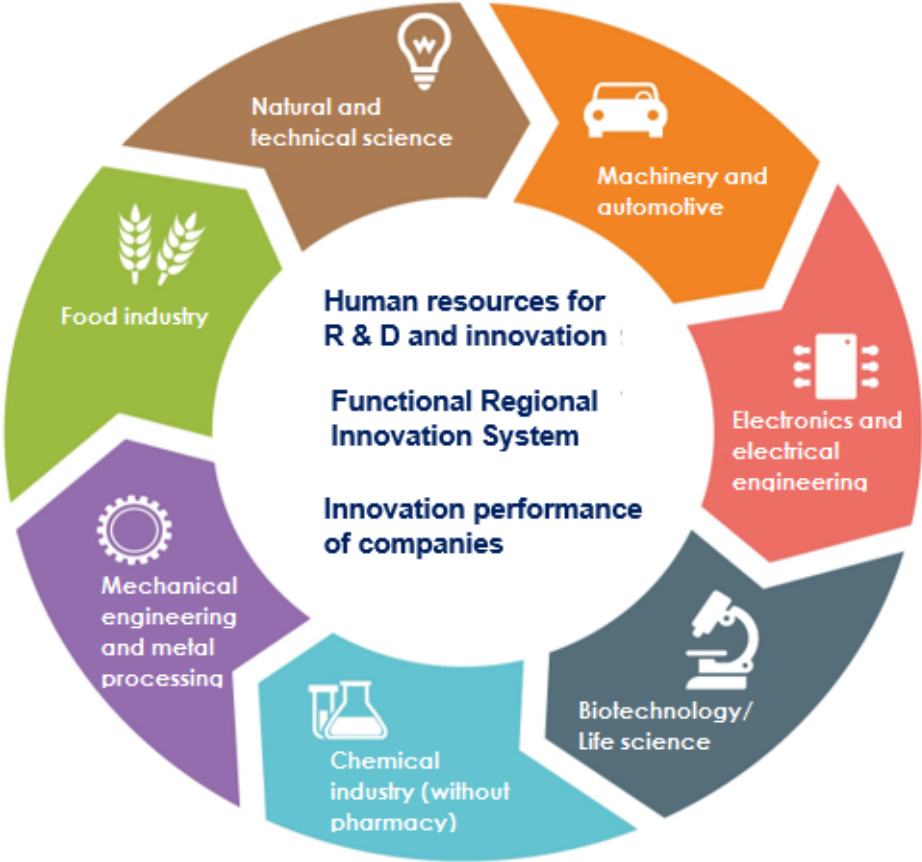 Natural and
technical science
Machinery and
automotive
Electronics and
electrical
engineering
Biotechnology/
Life science
Chemical
industry (without
pharmacy)
Mechanical
engineering
and metal
processing
Food industry
Human resources for
R & D and innovation
Functional Regional
Innovation System
Innovation performance
of companies